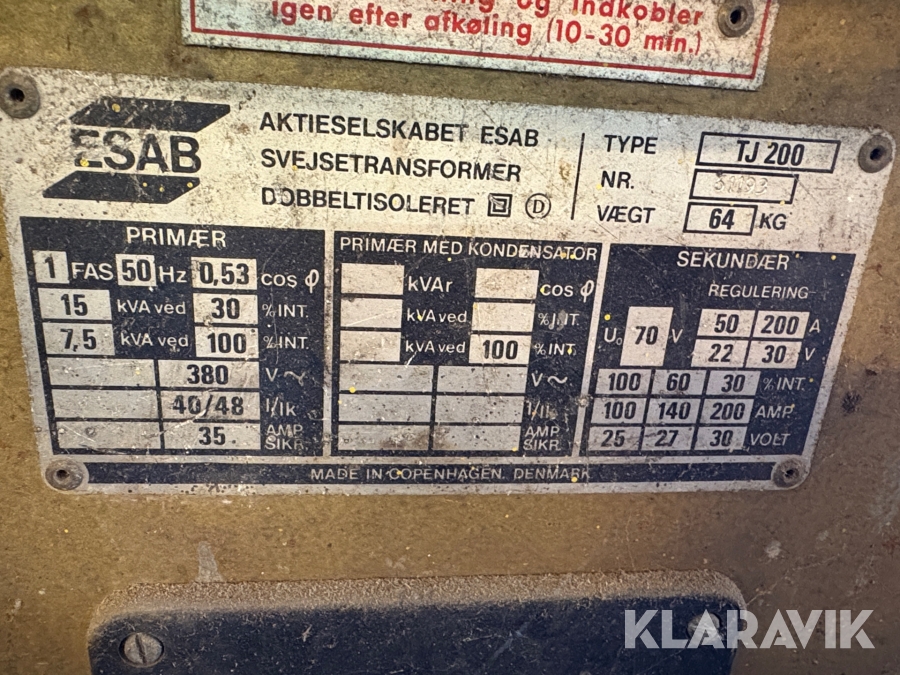 igen efter afkøling (10-30 min.)
og indkobler
ESAB
AKTIESELSKABET ESAB
SVEJSETRANSFORMER
DOBBELTISOLERET D
TYPE TJ 200
NR.
VÆGT 64 KG
PRIMÆR
1 FAS 50 Hz 0,53 cos φ
15 kVA ved 30 % INT.
7,5 kVA ved 100 % INT.
380 V~
40/48 I/Ik
35 AMP. SIKR.
PRIMÆR MED KONDENSATOR
kVAr cos φ
kVA ved % INT.
kVA ved 100 % INT.
V~
I/Ik
AMP. SIKR.
SEKUNDÆR
REGULERING
U₀ 70 V 50 200 A
22 30 V
100 60 30 % INT.
100 140 200 AMP.
25 27 30 VOLT
MADE IN COPENHAGEN, DENMARK
KLARAVIK